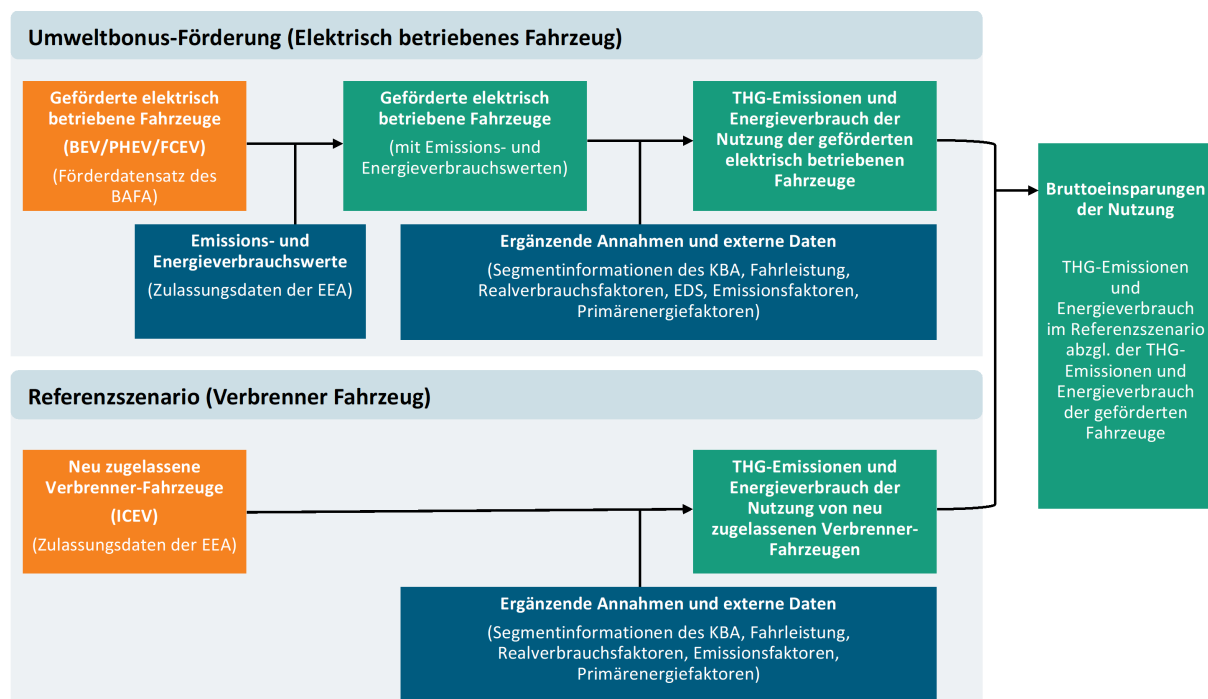 Umweltbonus-Förderung (Elektrisch betriebenes Fahrzeug)
Geförderte elektrisch
betriebene Fahrzeuge
(BEV/PHEV/FCEV)
(Förderdatensatz des
BAFA)
Geförderte elektrisch
betriebene Fahrzeuge
(mit Emissions- und
Energieverbrauchswerten)
THG-Emissionen und
Energieverbrauch der
Nutzung der geförderten
elektrisch betriebenen
Fahrzeuge
Emissions- und
Energieverbrauchswerte
(Zulassungsdaten der EEA)
Ergänzende Annahmen und externe Daten
(Segmentinformationen des KBA, Fahrleistung,
Realverbrauchsfaktoren, EDS, Emissionsfaktoren,
Primärenergiefaktoren)
Bruttoeinsparungen
der Nutzung
THG-Emissionen
und
Energieverbrauch
im Referenzszenario
abzgl. der THG-
Emissionen und
Energieverbrauch
der geförderten
Fahrzeuge
Referenzszenario (Verbrenner Fahrzeug)
Neu zugelassene
Verbrenner-Fahrzeuge
(ICEV)
(Zulassungsdaten der EEA)
THG-Emissionen und
Energieverbrauch der
Nutzung von neu
zugelassenen Verbrenner-
Fahrzeugen
Ergänzende Annahmen und externe Daten
(Segmentinformationen des KBA, Fahrleistung,
Realverbrauchsfaktoren, Emissionsfaktoren,
Primärenergiefaktoren)